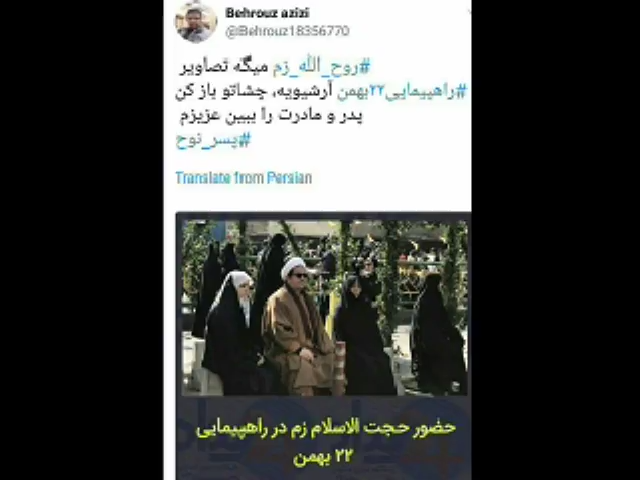 Behrouz azizi
@Behrouz18356770
#روح_الله_زم میگه تصاویر
#راهپیمایی۲۲بهمن آرشیویه، چشاتو باز کن
پدر و مادرت را ببین عزیزم
#پسر_نوح
Translate from Persian
حضور حجت الاسلام زم در راهپیمایی
۲۲ بهمن